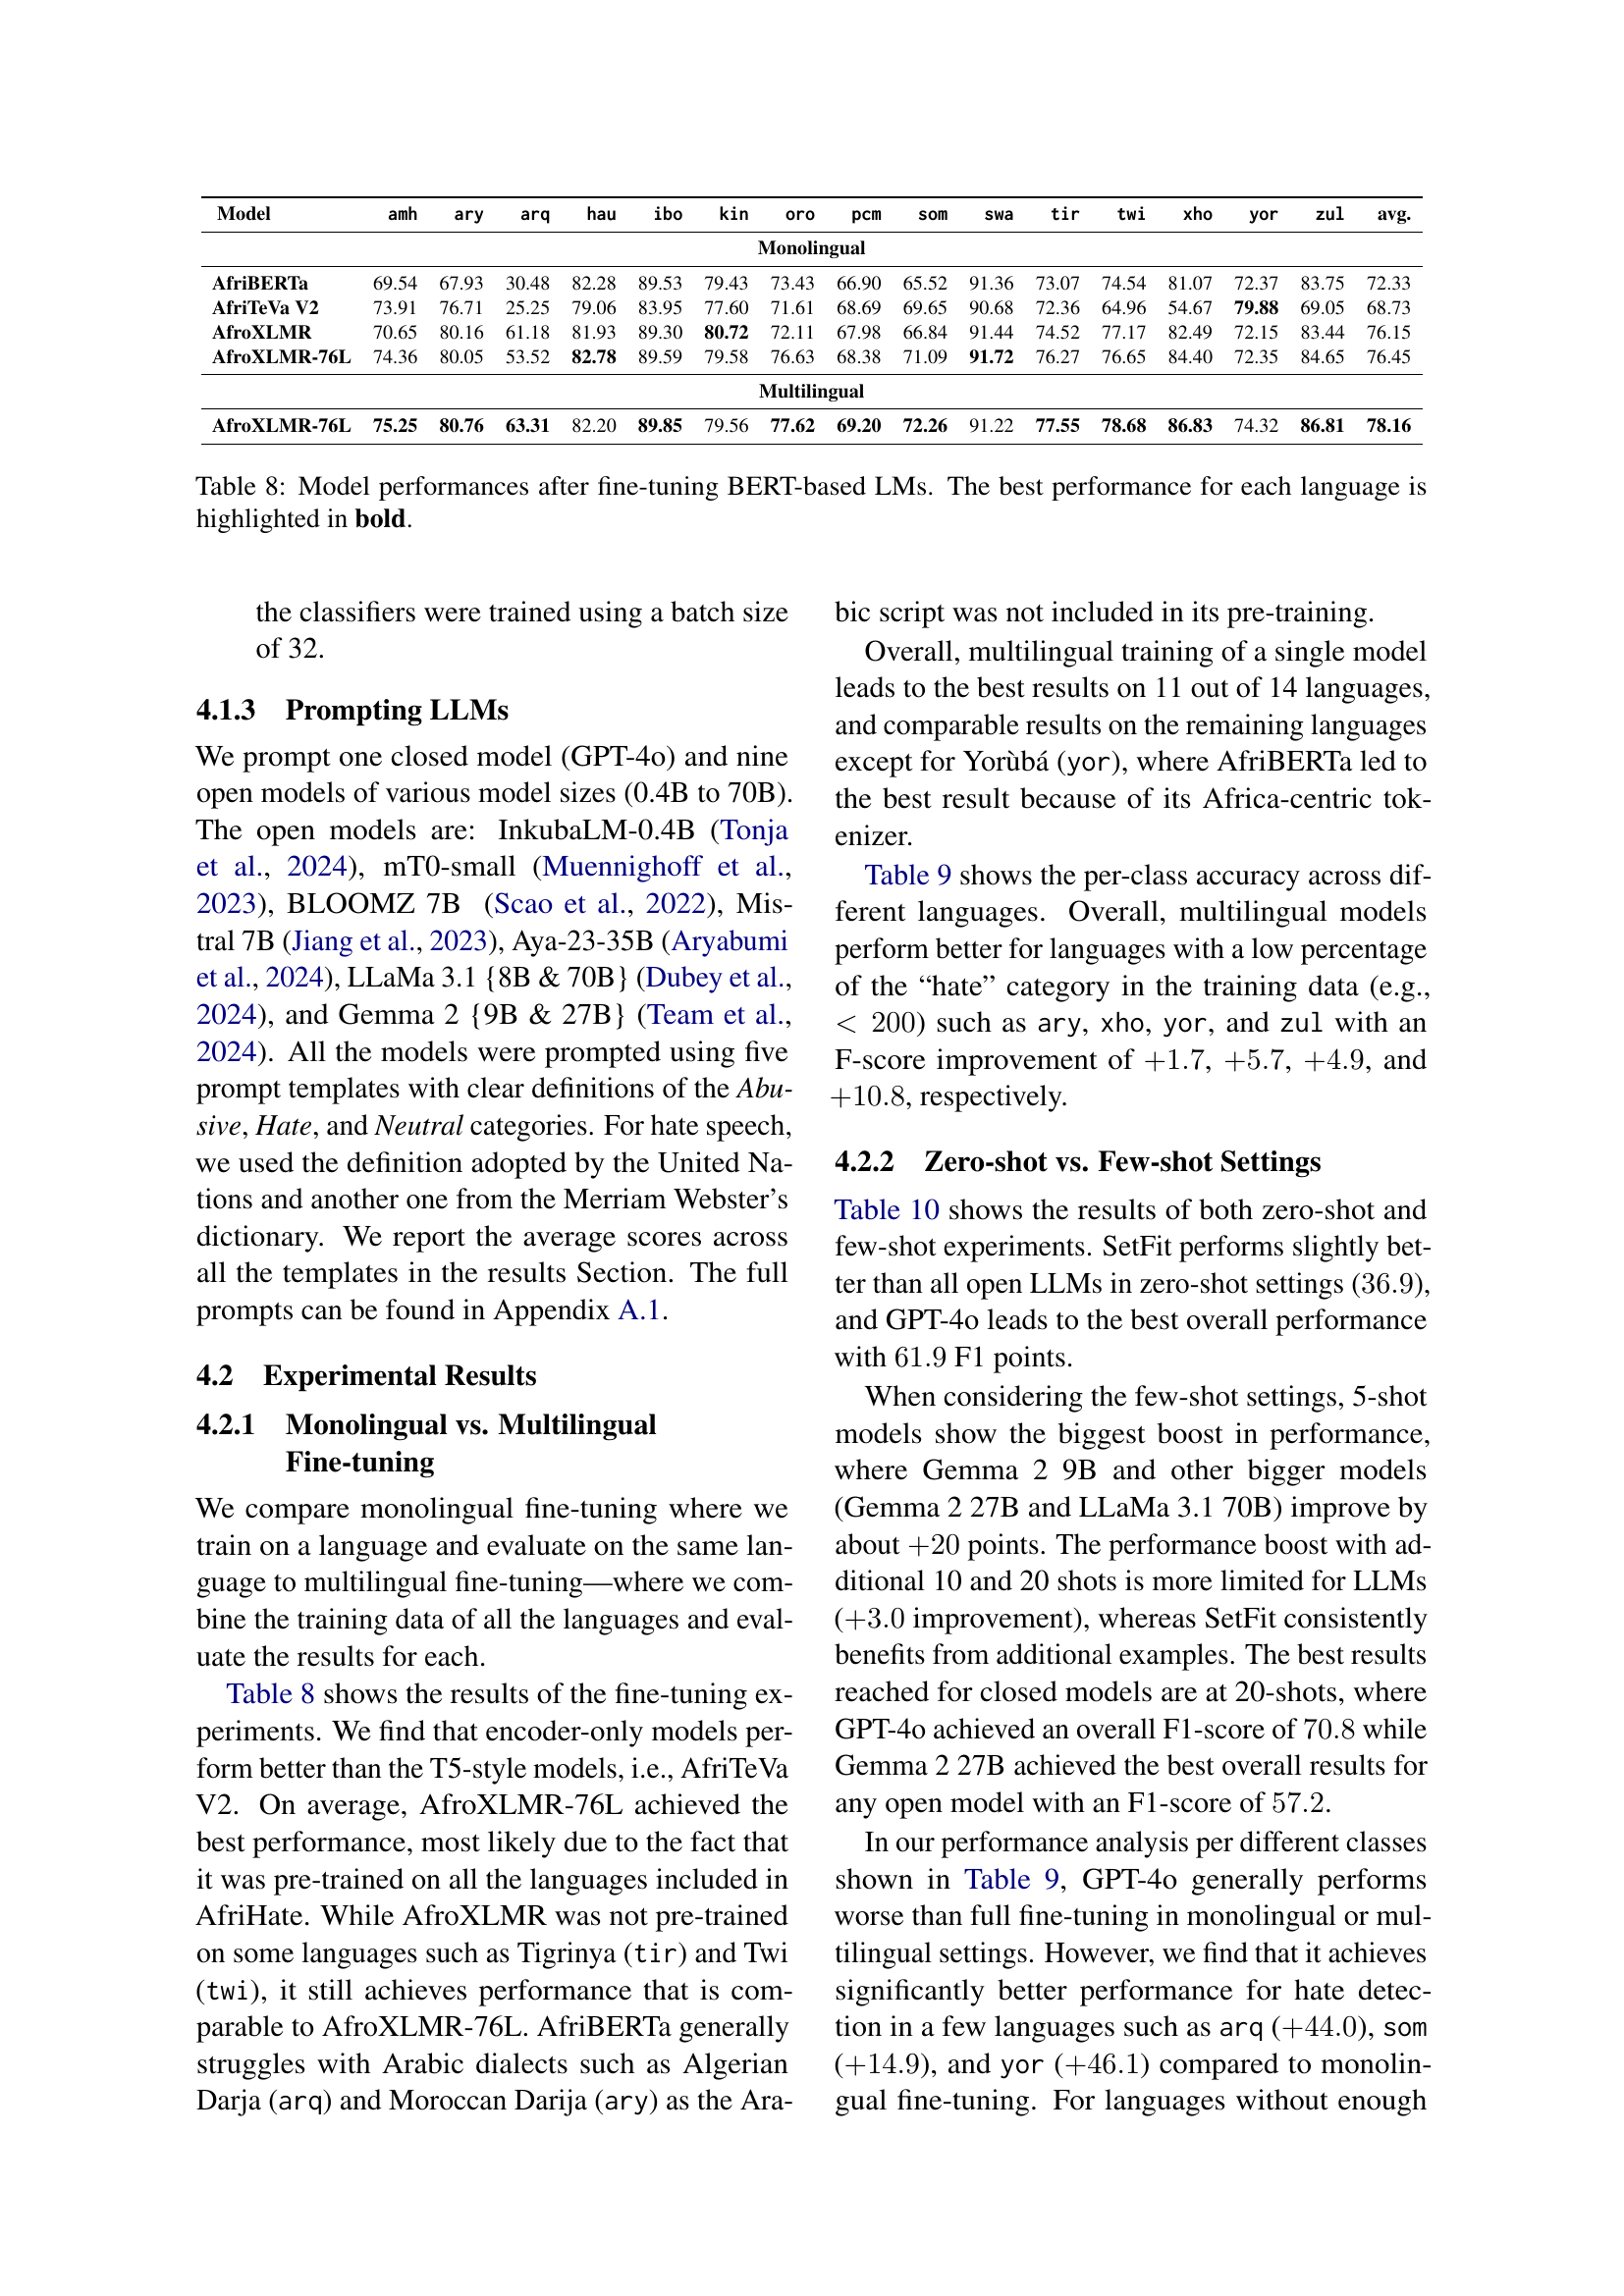 Model amh ary arq hau ibo kin oro pcm som swa tir twi xho yor zul avg.
Monolingual
AfriBERTa 69.54 67.93 30.48 82.28 89.53 79.43 73.43 66.90 65.52 91.36 73.07 74.54 81.07 72.37 83.75 72.33
AfriTeVa V2 73.91 76.71 25.25 79.06 83.95 77.60 71.61 68.69 69.65 90.68 72.36 64.96 54.67 79.88 69.05 68.73
AfroXLMR 70.65 80.16 61.18 81.93 89.30 80.72 72.11 67.98 66.84 91.44 74.52 77.17 82.49 72.15 83.44 76.15
AfroXLMR-76L 74.36 80.05 53.52 82.78 89.59 79.58 76.63 68.38 71.09 91.72 76.27 76.65 84.40 72.35 84.65 76.45
Multilingual
AfroXLMR-76L 75.25 80.76 63.31 82.20 89.85 79.56 77.62 69.20 72.26 91.22 77.55 78.68 86.83 74.32 86.81 78.16
Table 8: Model performances after fine-tuning BERT-based LMs. The best performance for each language is
highlighted in bold.
the classifiers were trained using a batch size
of 32.
4.1.3 Prompting LLMs
We prompt one closed model (GPT-4o) and nine
open models of various model sizes (0.4B to 70B).
The open models are: InkubaLM-0.4B (Tonja
et al., 2024), mT0-small (Muennighoff et al.,
2023), BLOOMZ 7B (Scao et al., 2022), Mis-
tral 7B (Jiang et al., 2023), Aya-23-35B (Aryabumi
et al., 2024), LLaMa 3.1 {8B & 70B} (Dubey et al.,
2024), and Gemma 2 {9B & 27B} (Team et al.,
2024). All the models were prompted using five
prompt templates with clear definitions of the Abu-
sive, Hate, and Neutral categories. For hate speech,
we used the definition adopted by the United Na-
tions and another one from the Merriam Webster's
dictionary. We report the average scores across
all the templates in the results Section. The full
prompts can be found in Appendix A.1.
4.2 Experimental Results
4.2.1 Monolingual vs. Multilingual
Fine-tuning
We compare monolingual fine-tuning where we
train on a language and evaluate on the same lan-
guage to multilingual fine-tuning—where we com-
bine the training data of all the languages and eval-
uate the results for each.
Table 8 shows the results of the fine-tuning ex-
periments. We find that encoder-only models per-
form better than the T5-style models, i.e., AfriTeVa
V2. On average, AfroXLMR-76L achieved the
best performance, most likely due to the fact that
it was pre-trained on all the languages included in
AfriHate. While AfroXLMR was not pre-trained
on some languages such as Tigrinya (tir) and Twi
(twi), it still achieves performance that is com-
parable to AfroXLMR-76L. AfriBERTa generally
struggles with Arabic dialects such as Algerian
Darja (arq) and Moroccan Darija (ary) as the Ara-
bic script was not included in its pre-training.
Overall, multilingual training of a single model
leads to the best results on 11 out of 14 languages,
and comparable results on the remaining languages
except for Yorùbá (yor), where AfriBERTa led to
the best result because of its Africa-centric tok-
enizer.
Table 9 shows the per-class accuracy across dif-
ferent languages. Overall, multilingual models
perform better for languages with a low percentage
of the “hate” category in the training data (e.g.,
< 200) such as ary, xho, yor, and zul with an
F-score improvement of +1.7, +5.7, +4.9, and
+10.8, respectively.
4.2.2 Zero-shot vs. Few-shot Settings
Table 10 shows the results of both zero-shot and
few-shot experiments. SetFit performs slightly bet-
ter than all open LLMs in zero-shot settings (36.9),
and GPT-4o leads to the best overall performance
with 61.9 F1 points.
When considering the few-shot settings, 5-shot
models show the biggest boost in performance,
where Gemma 2 9B and other bigger models
(Gemma 2 27B and LLaMa 3.1 70B) improve by
about +20 points. The performance boost with ad-
ditional 10 and 20 shots is more limited for LLMs
(+3.0 improvement), whereas SetFit consistently
benefits from additional examples. The best results
reached for closed models are at 20-shots, where
GPT-4o achieved an overall F1-score of 70.8 while
Gemma 2 27B achieved the best overall results for
any open model with an F1-score of 57.2.
In our performance analysis per different classes
shown in Table 9, GPT-4o generally performs
worse than full fine-tuning in monolingual or mul-
tilingual settings. However, we find that it achieves
significantly better performance for hate detec-
tion in a few languages such as arq (+44.0), som
(+14.9), and yor (+46.1) compared to monolin-
gual fine-tuning. For languages without enough